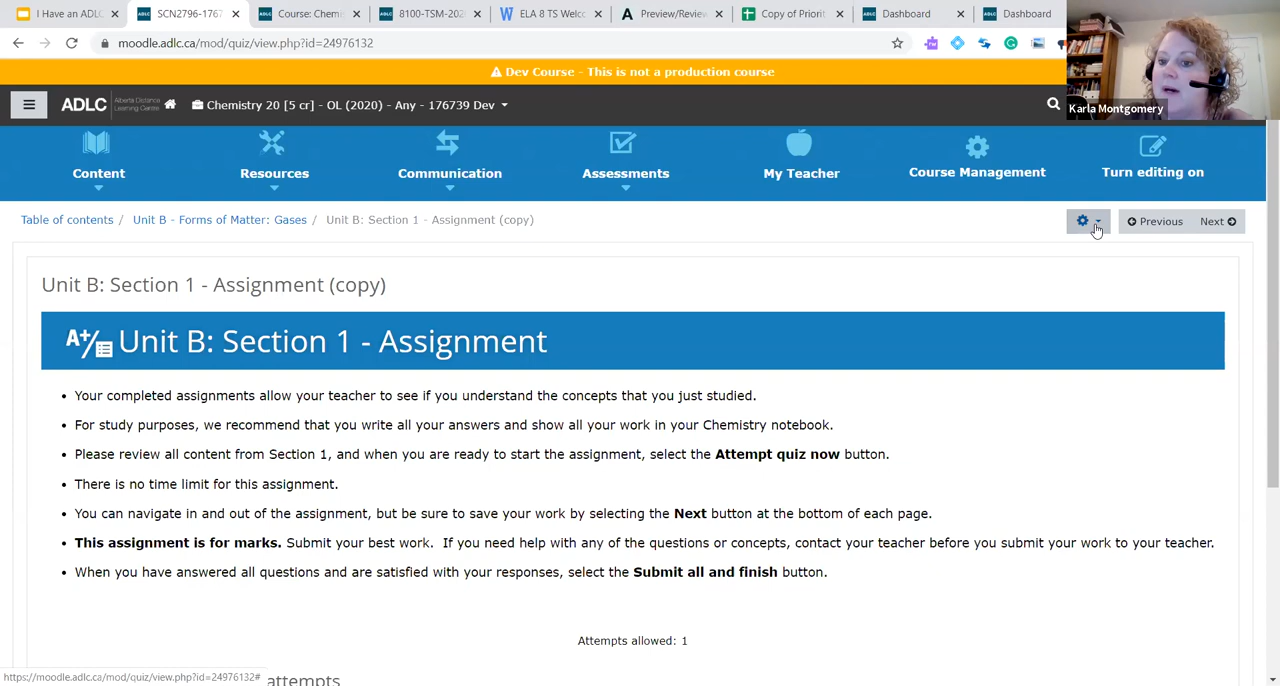 I Have an ADLC
SCN2796-1767
Course: Chemi
8100-TSM-202
ELA 8 TS Welco
Preview/Review
Copy of Priorit
Dashboard
Dashboard
moodle.adlc.ca/mod/quiz/view.php?id=24976132
Dev Course - This is not a production course
ADLC Alberta Distance Learning Centre
Chemistry 20 [5 cr] - OL (2020) - Any - 176739 Dev
Karla Montgomery
Content
Resources
Communication
Assessments
My Teacher
Course Management
Turn editing on
Table of contents / Unit B - Forms of Matter: Gases / Unit B: Section 1 - Assignment (copy)
Previous
Next
Unit B: Section 1 - Assignment (copy)
A+ Unit B: Section 1 - Assignment
• Your completed assignments allow your teacher to see if you understand the concepts that you just studied.
• For study purposes, we recommend that you write all your answers and show all your work in your Chemistry notebook.
• Please review all content from Section 1, and when you are ready to start the assignment, select the Attempt quiz now button.
• There is no time limit for this assignment.
• You can navigate in and out of the assignment, but be sure to save your work by selecting the Next button at the bottom of each page.
• This assignment is for marks. Submit your best work. If you need help with any of the questions or concepts, contact your teacher before you submit your work to your teacher.
• When you have answered all questions and are satisfied with your responses, select the Submit all and finish button.
Attempts allowed: 1
https://moodle.adlc.ca/mod/quiz/view.php?id=24976132#
attempts